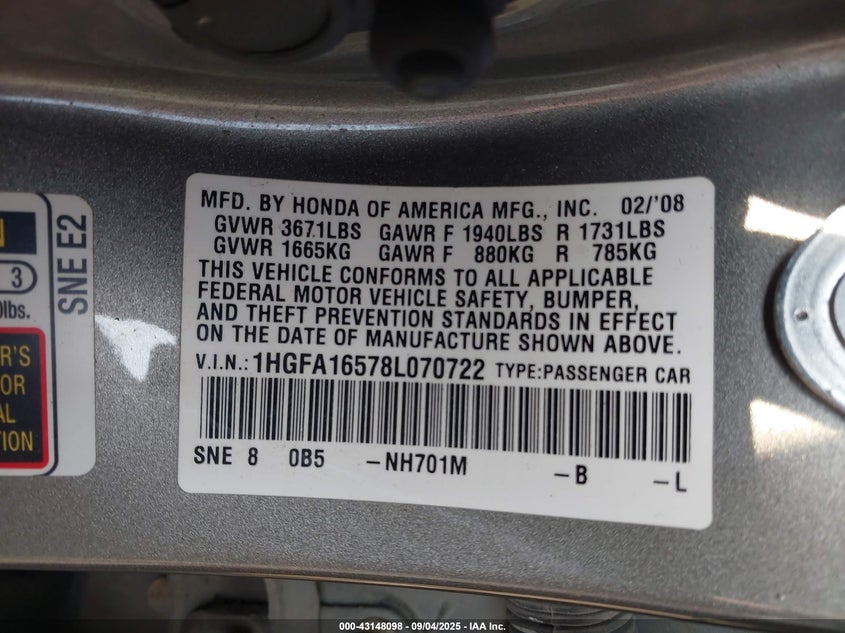 MFD. BY HONDA OF AMERICA MFG., INC. 02/'08
GVWR 3671LBS GAWR F 1940LBS R 1731LBS
GVWR 1665KG GAWR F 880KG R 785KG
THIS VEHICLE CONFORMS TO ALL APPLICABLE
FEDERAL MOTOR VEHICLE SAFETY, BUMPER,
AND THEFT PREVENTION STANDARDS IN EFFECT
ON THE DATE OF MANUFACTURE SHOWN ABOVE.
V.I.N.: 1HGFA16578L070722 TYPE:PASSENGER CAR
SNE 8 0B5 -NH701M -B -L
SNE E2
3
lbs.
000-43148098 - 09/04/2025 - IAA Inc.